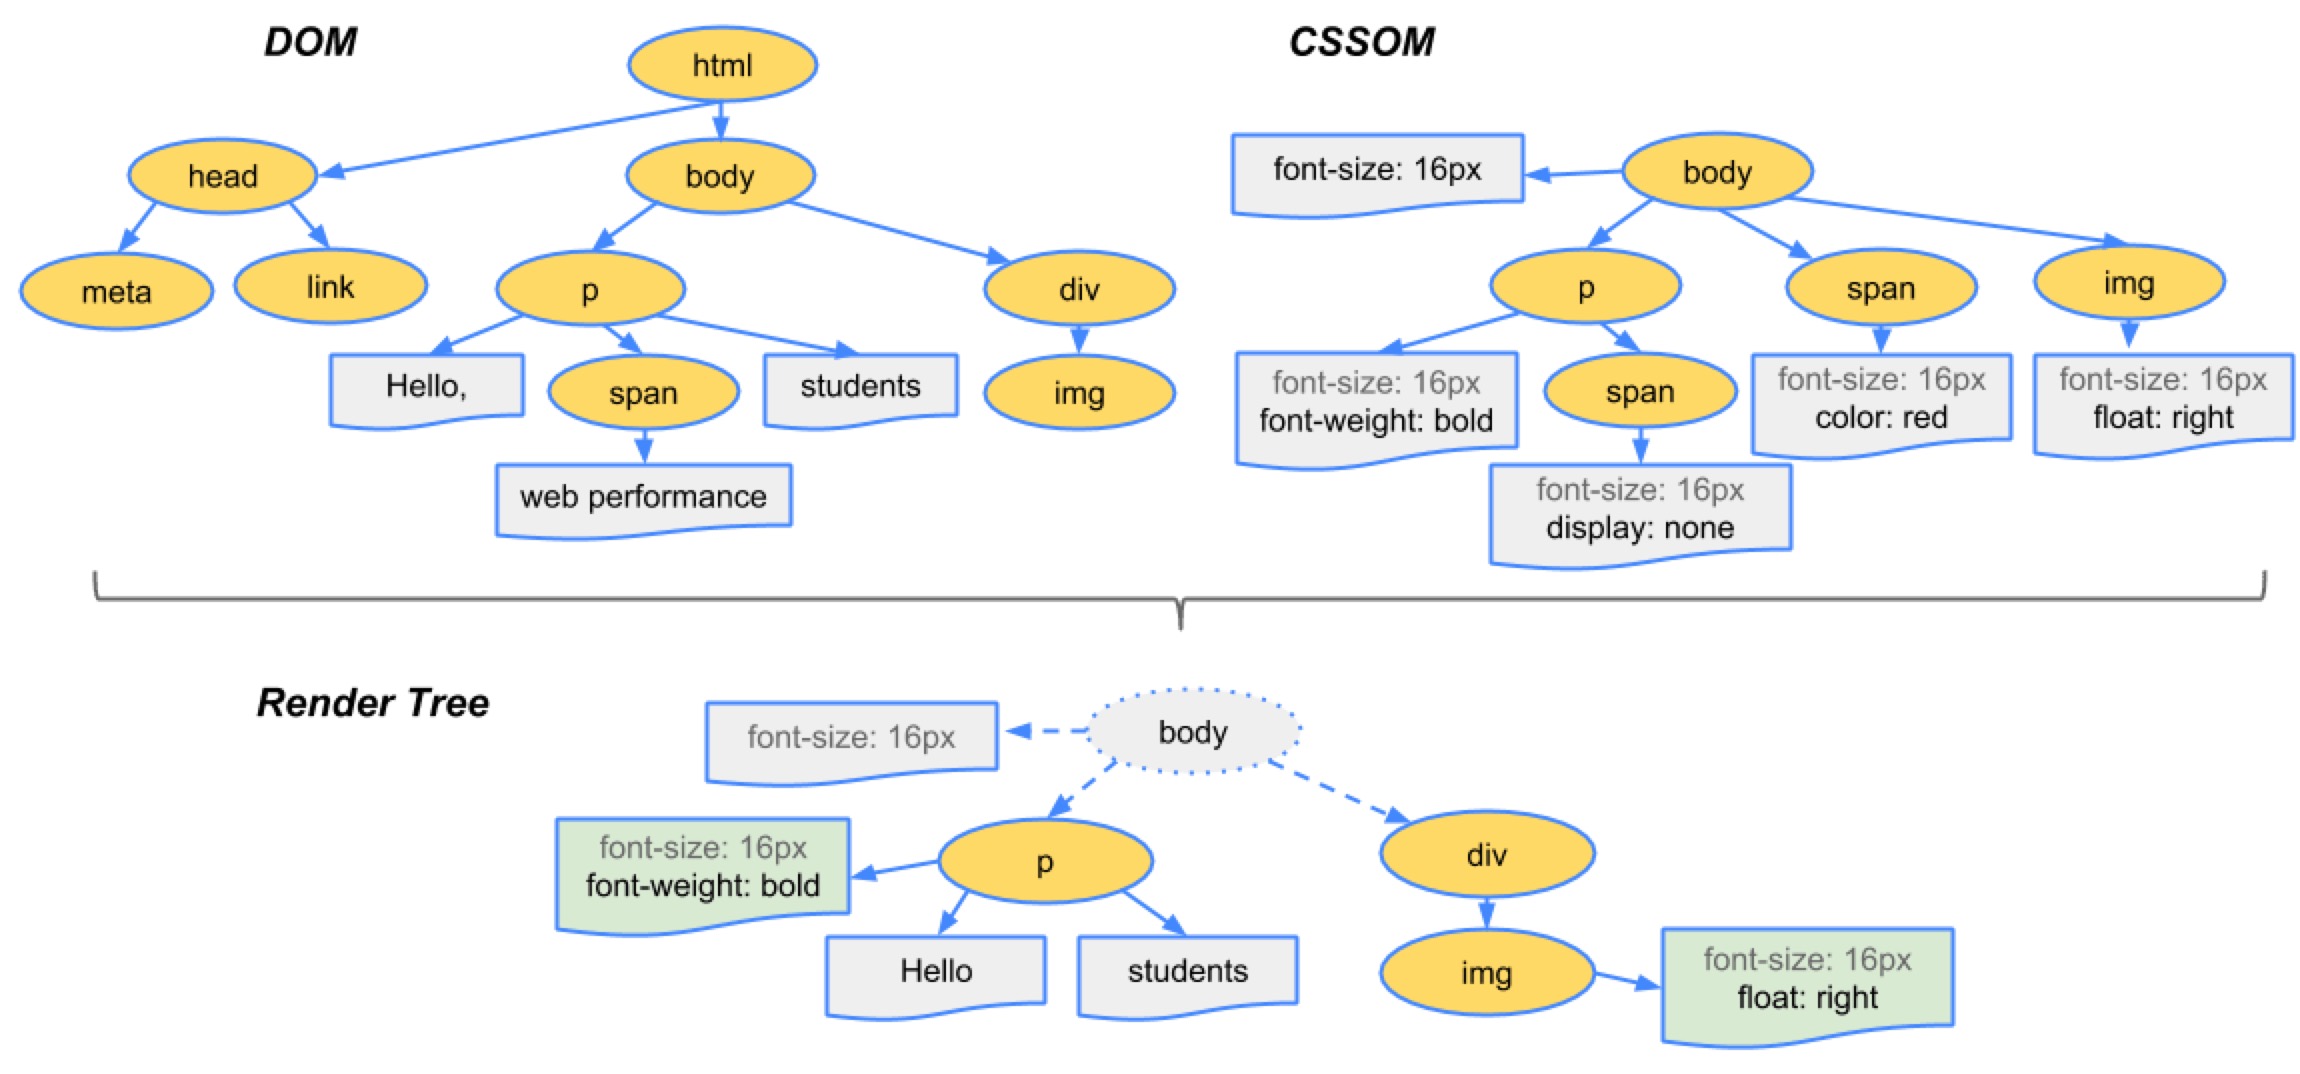 DOM
CSSOM
html
head
body
meta
link
p
div
Hello,
span
students
img
web performance
font-size: 16px
body
p
span
img
font-size: 16px
font-weight: bold
span
font-size: 16px
color: red
font-size: 16px
float: right
font-size: 16px
display: none
Render Tree
font-size: 16px
body
font-size: 16px
font-weight: bold
p
div
Hello
students
img
font-size: 16px
float: right